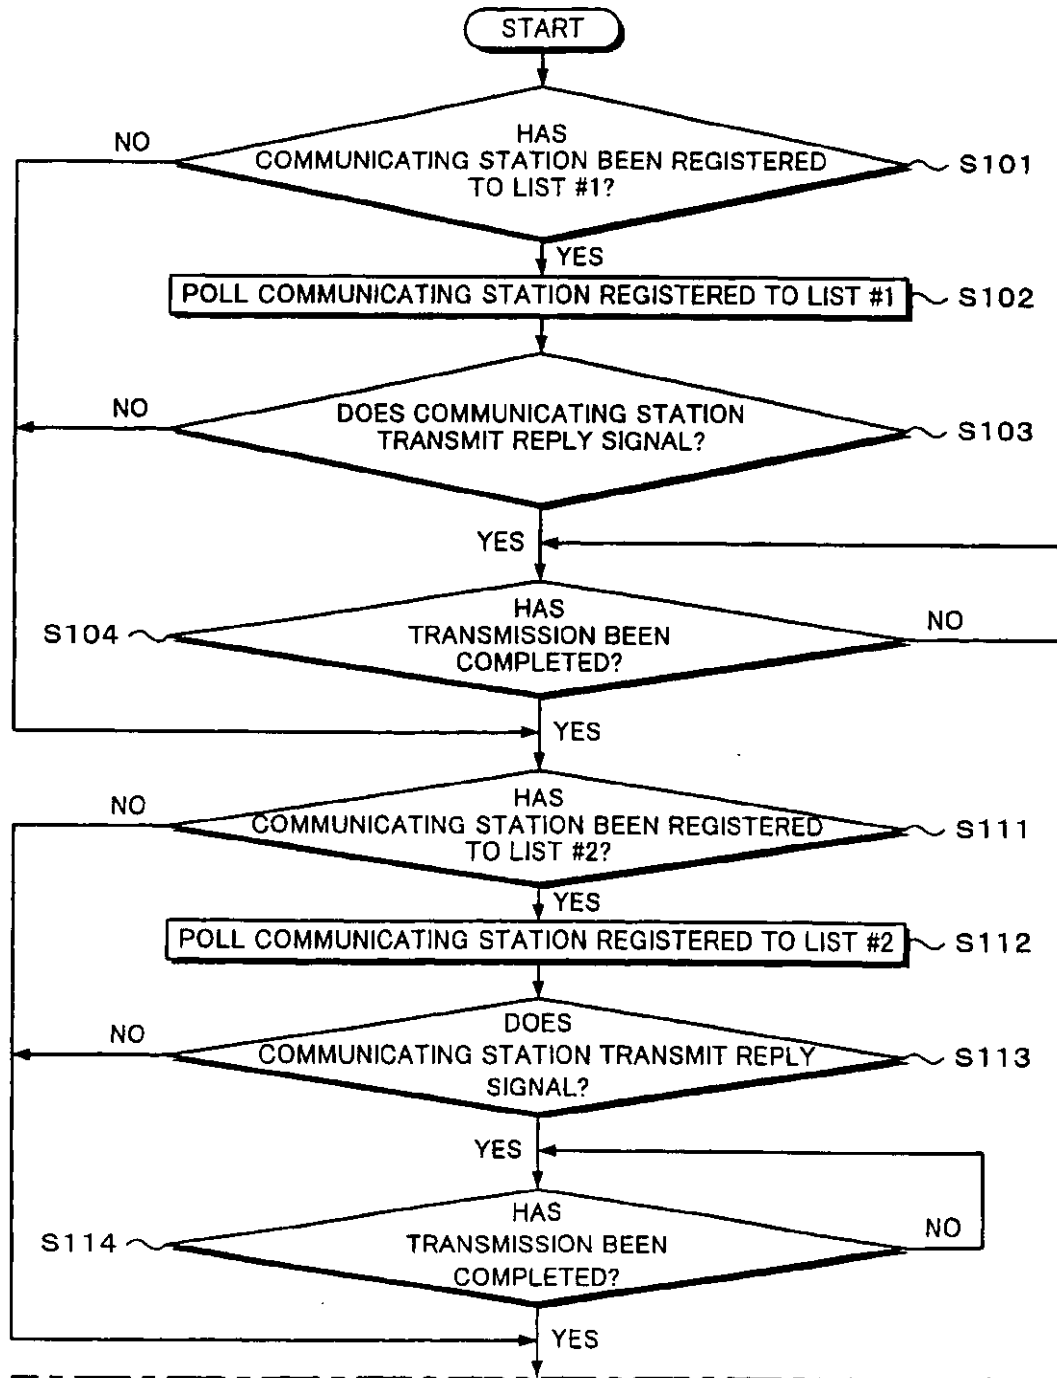 START
NO
HAS
COMMUNICATING STATION BEEN REGISTERED
TO LIST #1?
S101
YES
POLL COMMUNICATING STATION REGISTERED TO LIST #1
S102
NO
DOES COMMUNICATING STATION
TRANSMIT REPLY SIGNAL?
S103
YES
S104
HAS
TRANSMISSION BEEN
COMPLETED?
NO
YES
NO
HAS
COMMUNICATING STATION BEEN REGISTERED
TO LIST #2?
S111
YES
POLL COMMUNICATING STATION REGISTERED TO LIST #2
S112
NO
DOES
COMMUNICATING STATION TRANSMIT REPLY
SIGNAL?
S113
YES
S114
HAS
TRANSMISSION BEEN
COMPLETED?
NO
YES